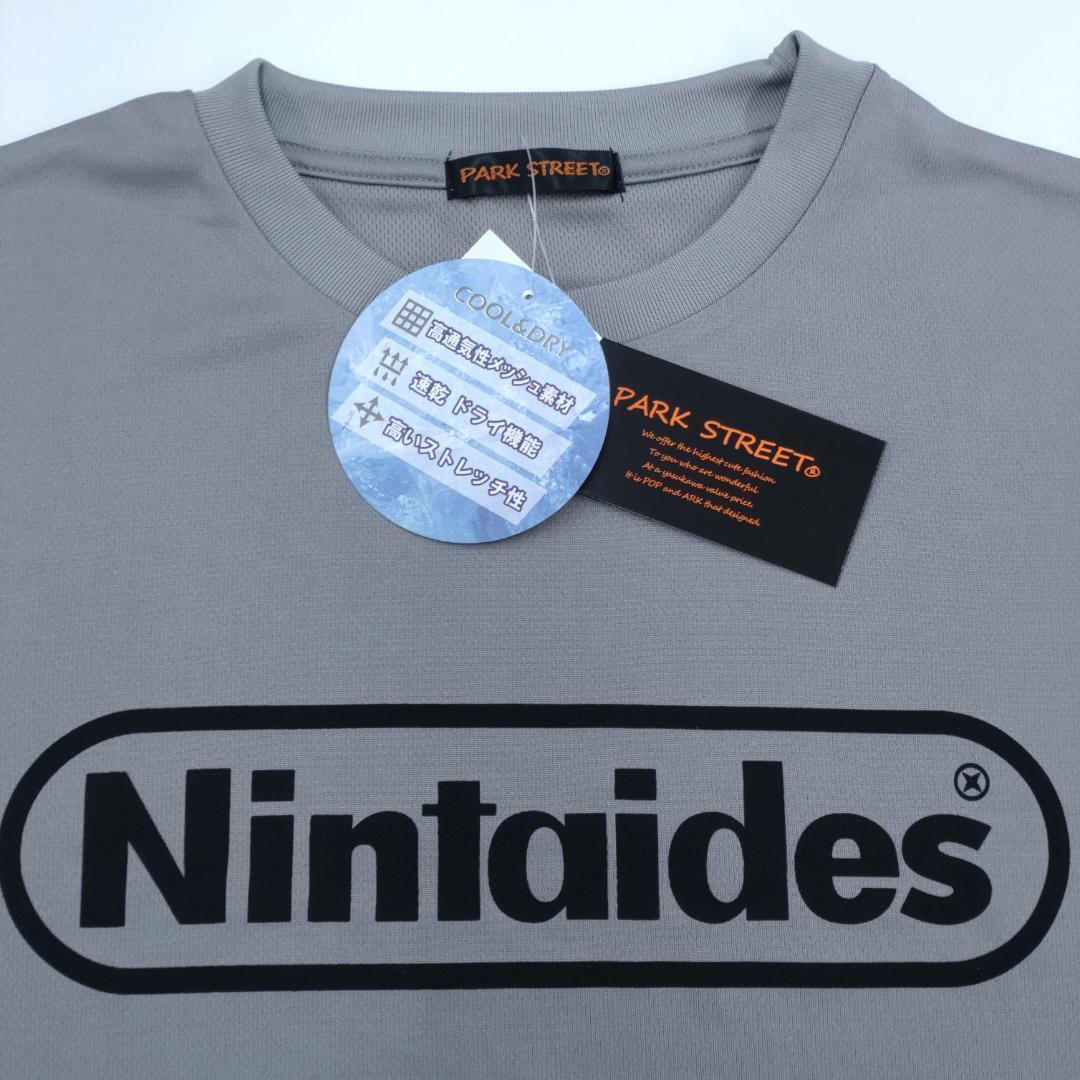 PARK STREET®
COOL&DRY
高通気性メッシュ素材
速乾 ドライ機能
高いストレッチ性
PARK STREET®
We offer the highest cute fashion
To you who are wonderful
At a yasukawa value price.
It is POP and ARK that designed.
Nintaides